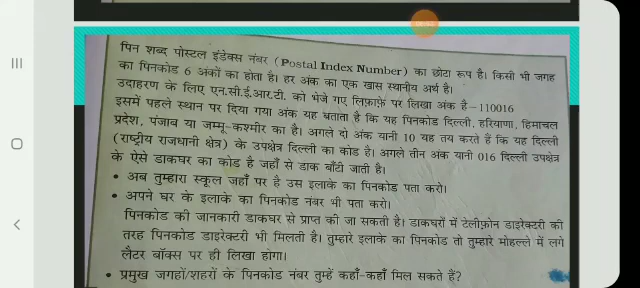 पिन शब्द पोस्टल इंडेक्स नंबर (Postal Index Number) का छोटा रूप है। किसी भी जगह
का पिनकोड 6 अंकों का होता है। हर अंक का एक खास स्थानीय अर्थ है।
उदाहरण के लिए एन.सी.ई.आर.टी. को भेजे गए लिफ़ाफ़े पर लिखा अंक है–110016
इसमें पहले स्थान पर दिया गया अंक यह बताता है कि यह पिनकोड दिल्ली, हरियाणा, हिमाचल
प्रदेश, पंजाब या जम्मू-कश्मीर का है। अगले दो अंक यानी 10 यह तय करते हैं कि यह दिल्ली
(राष्ट्रीय राजधानी क्षेत्र) के उपक्षेत्र दिल्ली का कोड है। अगले तीन अंक यानी 016 दिल्ली उपक्षेत्र
के ऐसे डाकघर का कोड है जहाँ से डाक बाँटी जाती है।
• अब तुम्हारा स्कूल जहाँ पर है उस इलाके का पिनकोड पता करो।
• अपने घर के इलाके का पिनकोड नंबर भी पता करो।
पिनकोड की जानकारी डाकघर से प्राप्त की जा सकती है। डाकघरों में टेलीफ़ोन डाइरेक्टरी की
तरह पिनकोड डाइरेक्टरी भी मिलती है। तुम्हारे इलाके का पिनकोड तो तुम्हारे मोहल्ले में लगे
लैटर बॉक्स पर ही लिखा होगा।
• प्रमुख जगहों/शहरों के पिनकोड नंबर तुम्हें कहाँ-कहाँ मिल सकते हैं?